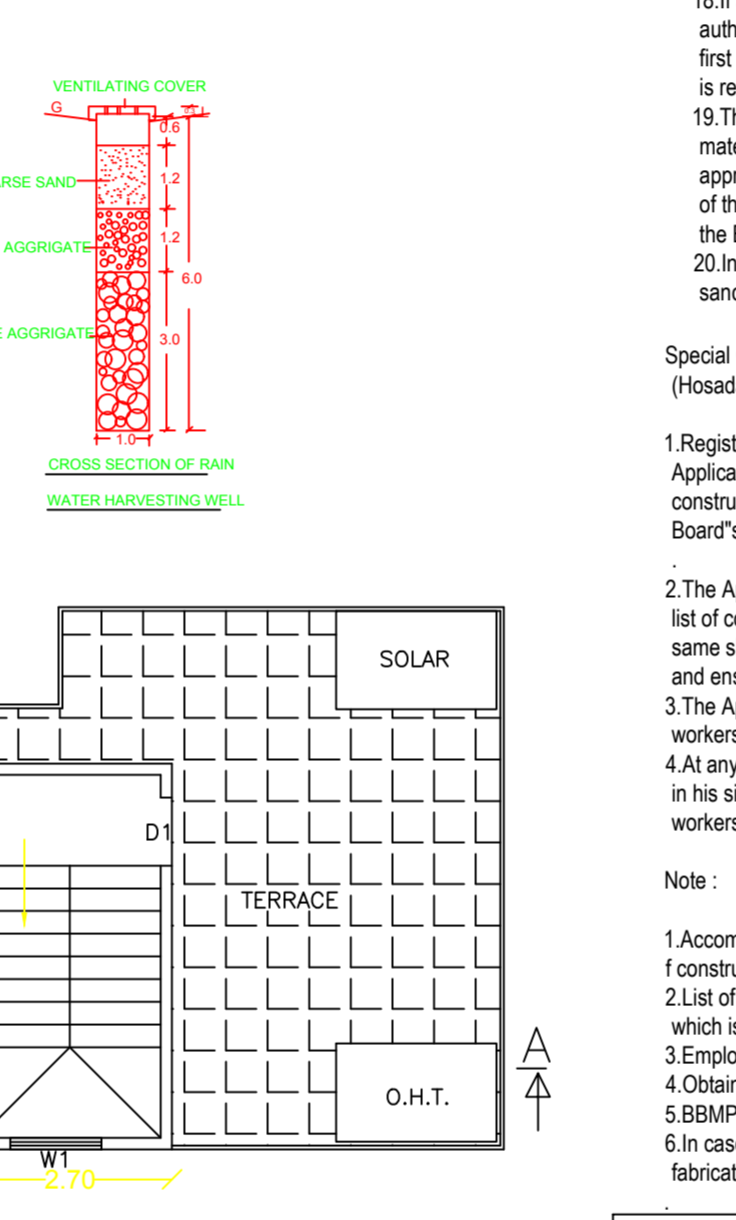 VENTILATING COVER
G
0.6
ARSE SAND
1.2
AGGRIGATE
1.2
6.0
E AGGRIGATE
3.0
1.0
CROSS SECTION OF RAIN
WATER HARVESTING WELL
SOLAR
D1
TERRACE
A
O.H.T.
W1
2.70
18.If
auth
first
is re
19.Th
mate
appr
of th
the B
20.In
sand
Special
(Hosad
1.Regist
Applica
constru
Board"s
.
2.The Ap
list of co
same s
and ens
3.The Ap
workers
4.At any
in his si
workers
Note :
1.Accom
f constru
2.List of
which is
3.Emplo
4.Obtain
5.BBMP
6.In case
fabricat
.